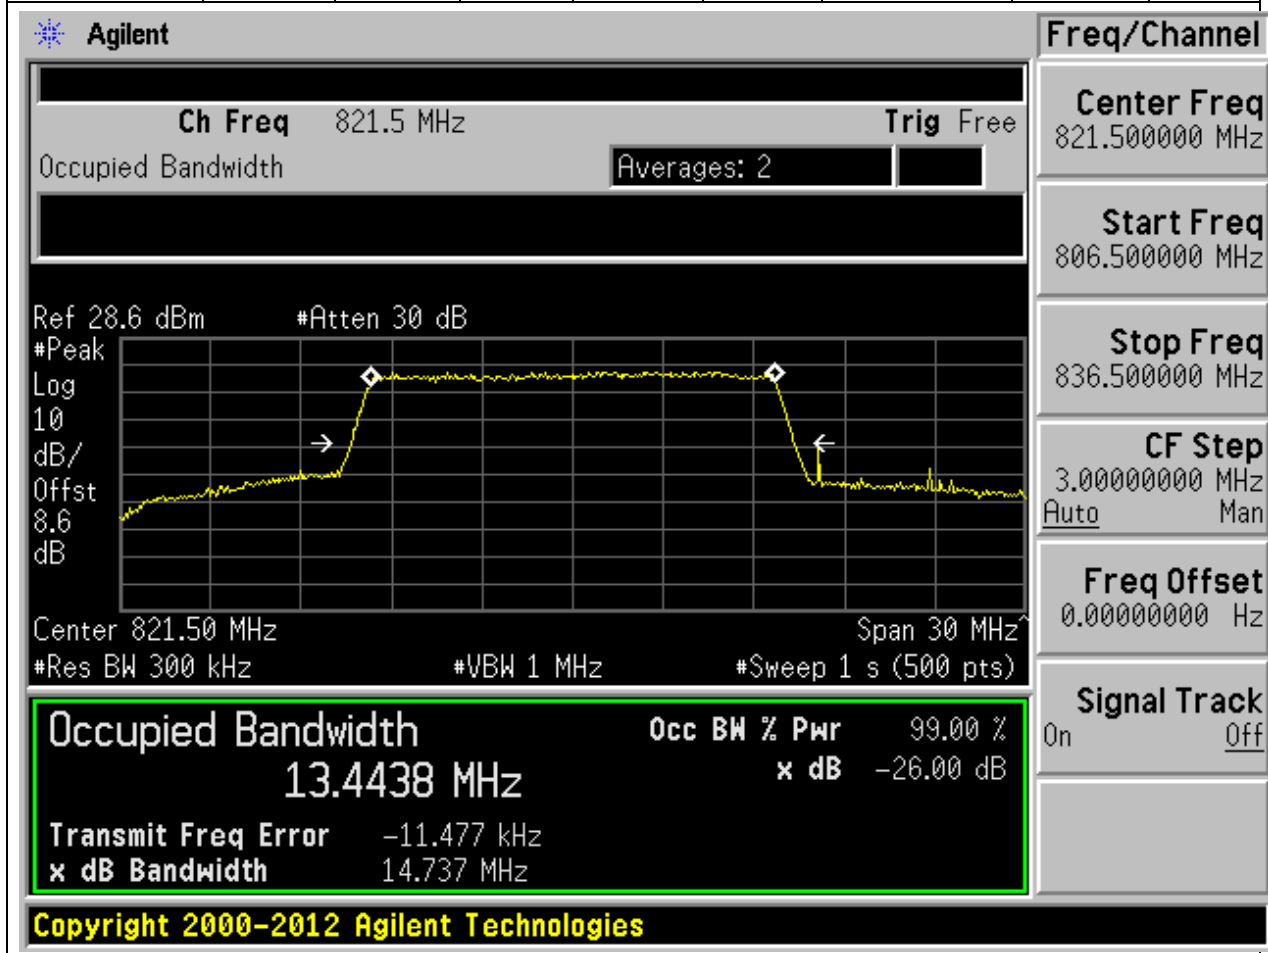 Agilent
Freq/Channel
Ch Freq 821.5 MHz Trig Free
Occupied Bandwidth Averages: 2
Center Freq
821.500000 MHz
Start Freq
806.500000 MHz
Stop Freq
836.500000 MHz
CF Step
3.00000000 MHz
Auto Man
Freq Offset
0.00000000 Hz
Signal Track
On Off
Ref 28.6 dBm #Atten 30 dB
#Peak
Log
10
dB/
Offst
8.6
dB
Center 821.50 MHz Span 30 MHz^
#Res BW 300 kHz #VBW 1 MHz #Sweep 1 s (500 pts)
Occupied Bandwidth
13.4438 MHz
Occ BW % Pwr 99.00 %
x dB -26.00 dB
Transmit Freq Error -11.477 kHz
x dB Bandwidth 14.737 MHz
Copyright 2000-2012 Agilent Technologies